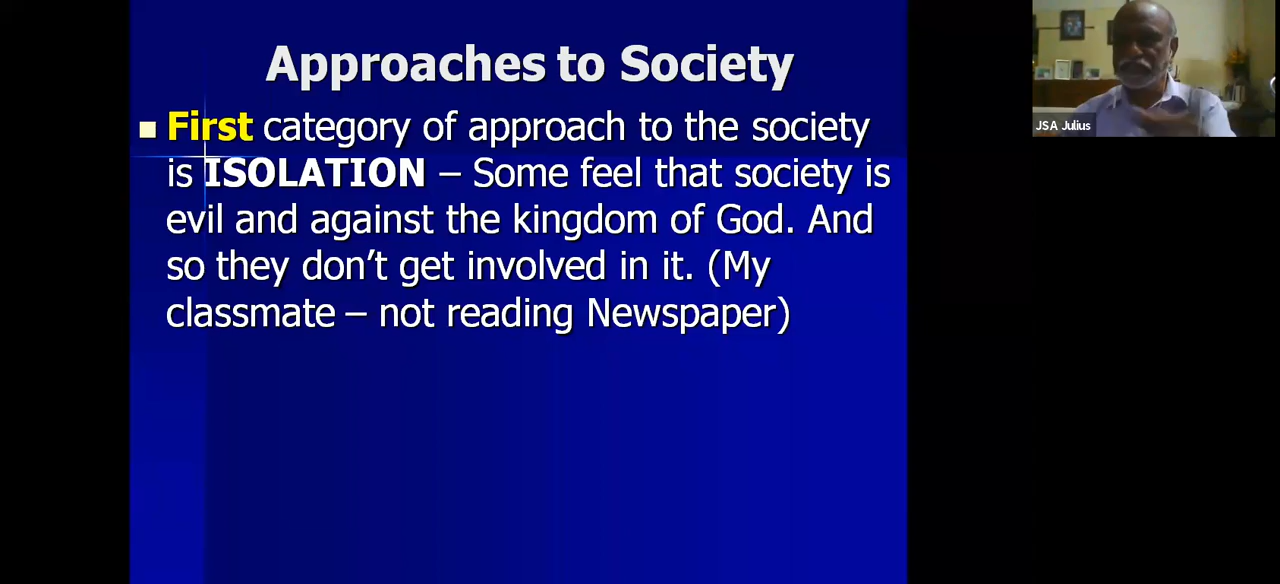 Approaches to Society
First category of approach to the society
is ISOLATION – Some feel that society is
evil and against the kingdom of God. And
so they don’t get involved in it. (My
classmate – not reading Newspaper)
JSA Julius